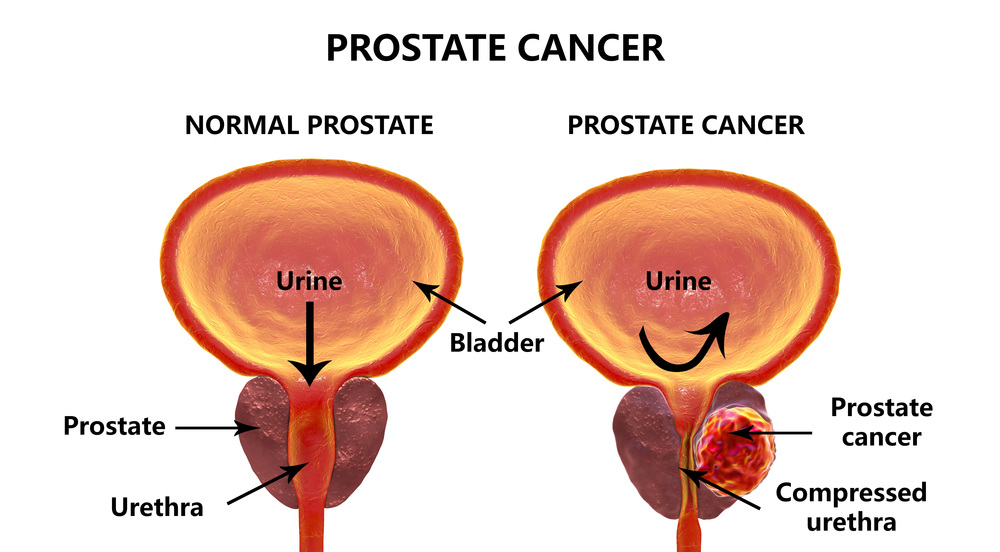 PROSTATE CANCER
NORMAL PROSTATE
PROSTATE CANCER
Urine
Urine
Bladder
Prostate
Urethra
Prostate
cancer
Compressed
urethra